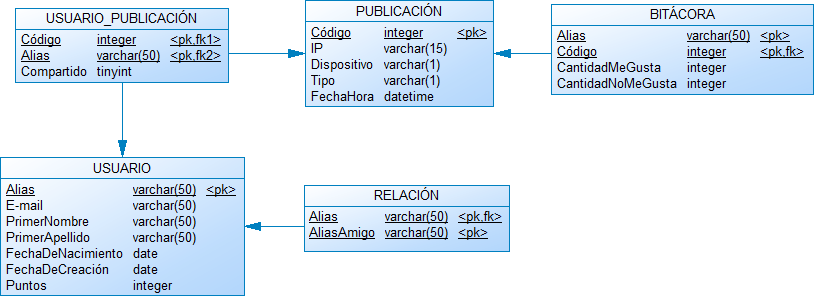 USUARIO_PUBLICACIÓN
Código integer <pk,fk1>
Alias varchar(50) <pk,fk2>
Compartido tinyint
PUBLICACIÓN
Código integer <pk>
IP varchar(15)
Dispositivo varchar(1)
Tipo varchar(1)
FechaHora datetime
BITÁCORA
Alias varchar(50) <pk>
Código integer <pk,fk>
CantidadMeGusta integer
CantidadNoMeGusta integer
USUARIO
Alias varchar(50) <pk>
E-mail varchar(50)
PrimerNombre varchar(50)
PrimerApellido varchar(50)
FechaDeNacimiento date
FechaDeCreación date
Puntos integer
RELACIÓN
Alias varchar(50) <pk,fk>
AliasAmigo varchar(50) <pk>